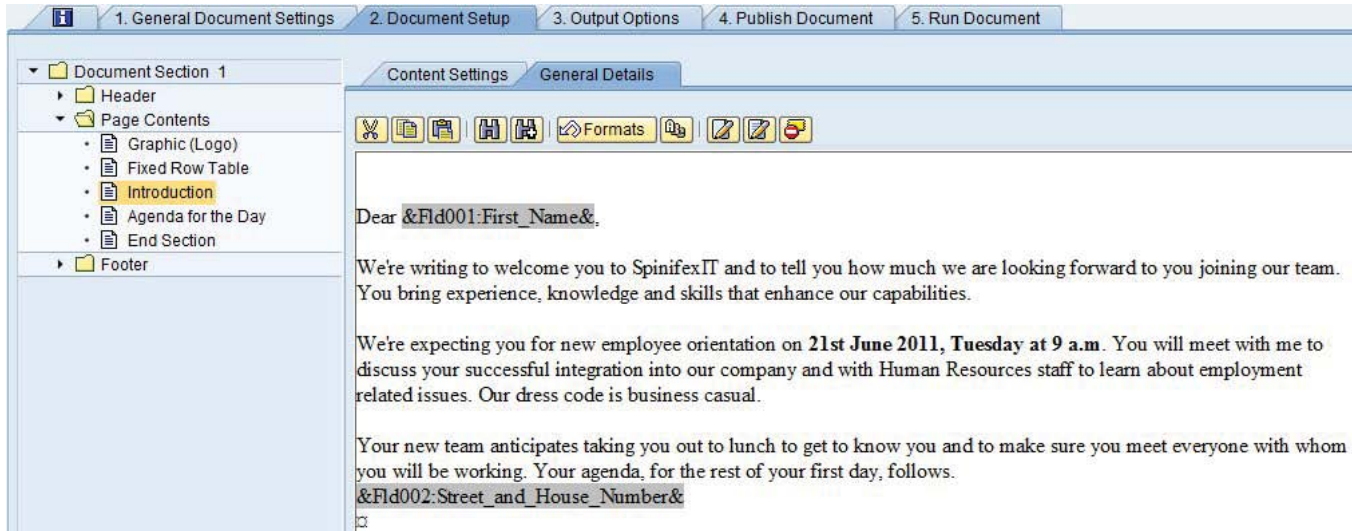 1. General Document Settings
2. Document Setup
3. Output Options
4. Publish Document
5. Run Document
Document Section 1
Header
Page Contents
Graphic (Logo)
Fixed Row Table
Introduction
Agenda for the Day
End Section
Footer
Content Settings
General Details
Formats
Dear &Fld001:First_Name&,
We're writing to welcome you to SpinifexIT and to tell you how much we are looking forward to you joining our team.
You bring experience, knowledge and skills that enhance our capabilities.
We're expecting you for new employee orientation on 21st June 2011, Tuesday at 9 a.m. You will meet with me to
discuss your successful integration into our company and with Human Resources staff to learn about employment
related issues. Our dress code is business casual.
Your new team anticipates taking you out to lunch to get to know you and to make sure you meet everyone with whom
you will be working. Your agenda, for the rest of your first day, follows.
&Fld002:Street_and_House_Number&